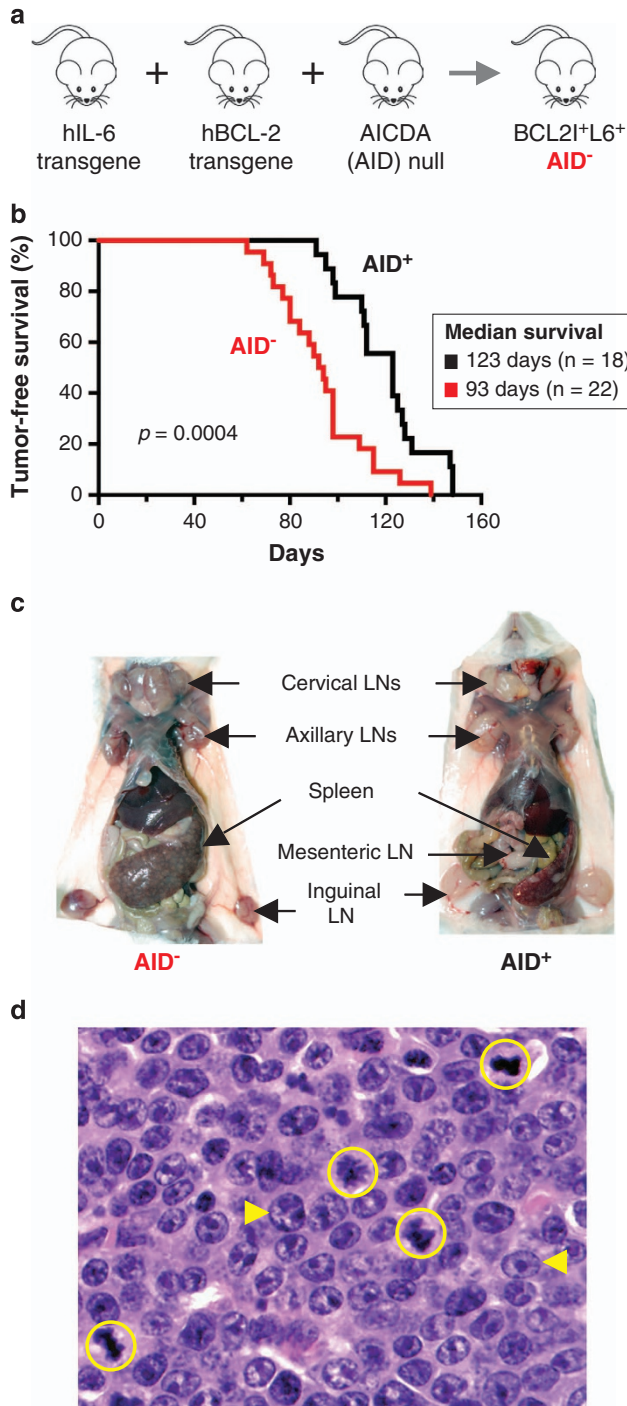 a
+ + →
hIL-6 hBCL-2 AICDA BCL2I⁺L6⁺
transgene transgene (AID) null AID⁻
b
Tumor-free survival (%)
100
80
60
40
20
0
AID⁺
AID⁻
p = 0.0004
Median survival
123 days (n = 18)
93 days (n = 22)
0 40 80 120 160
Days
c
Cervical LNs
Axillary LNs
Spleen
Mesenteric LN
Inguinal
LN
AID⁻ AID⁺
d